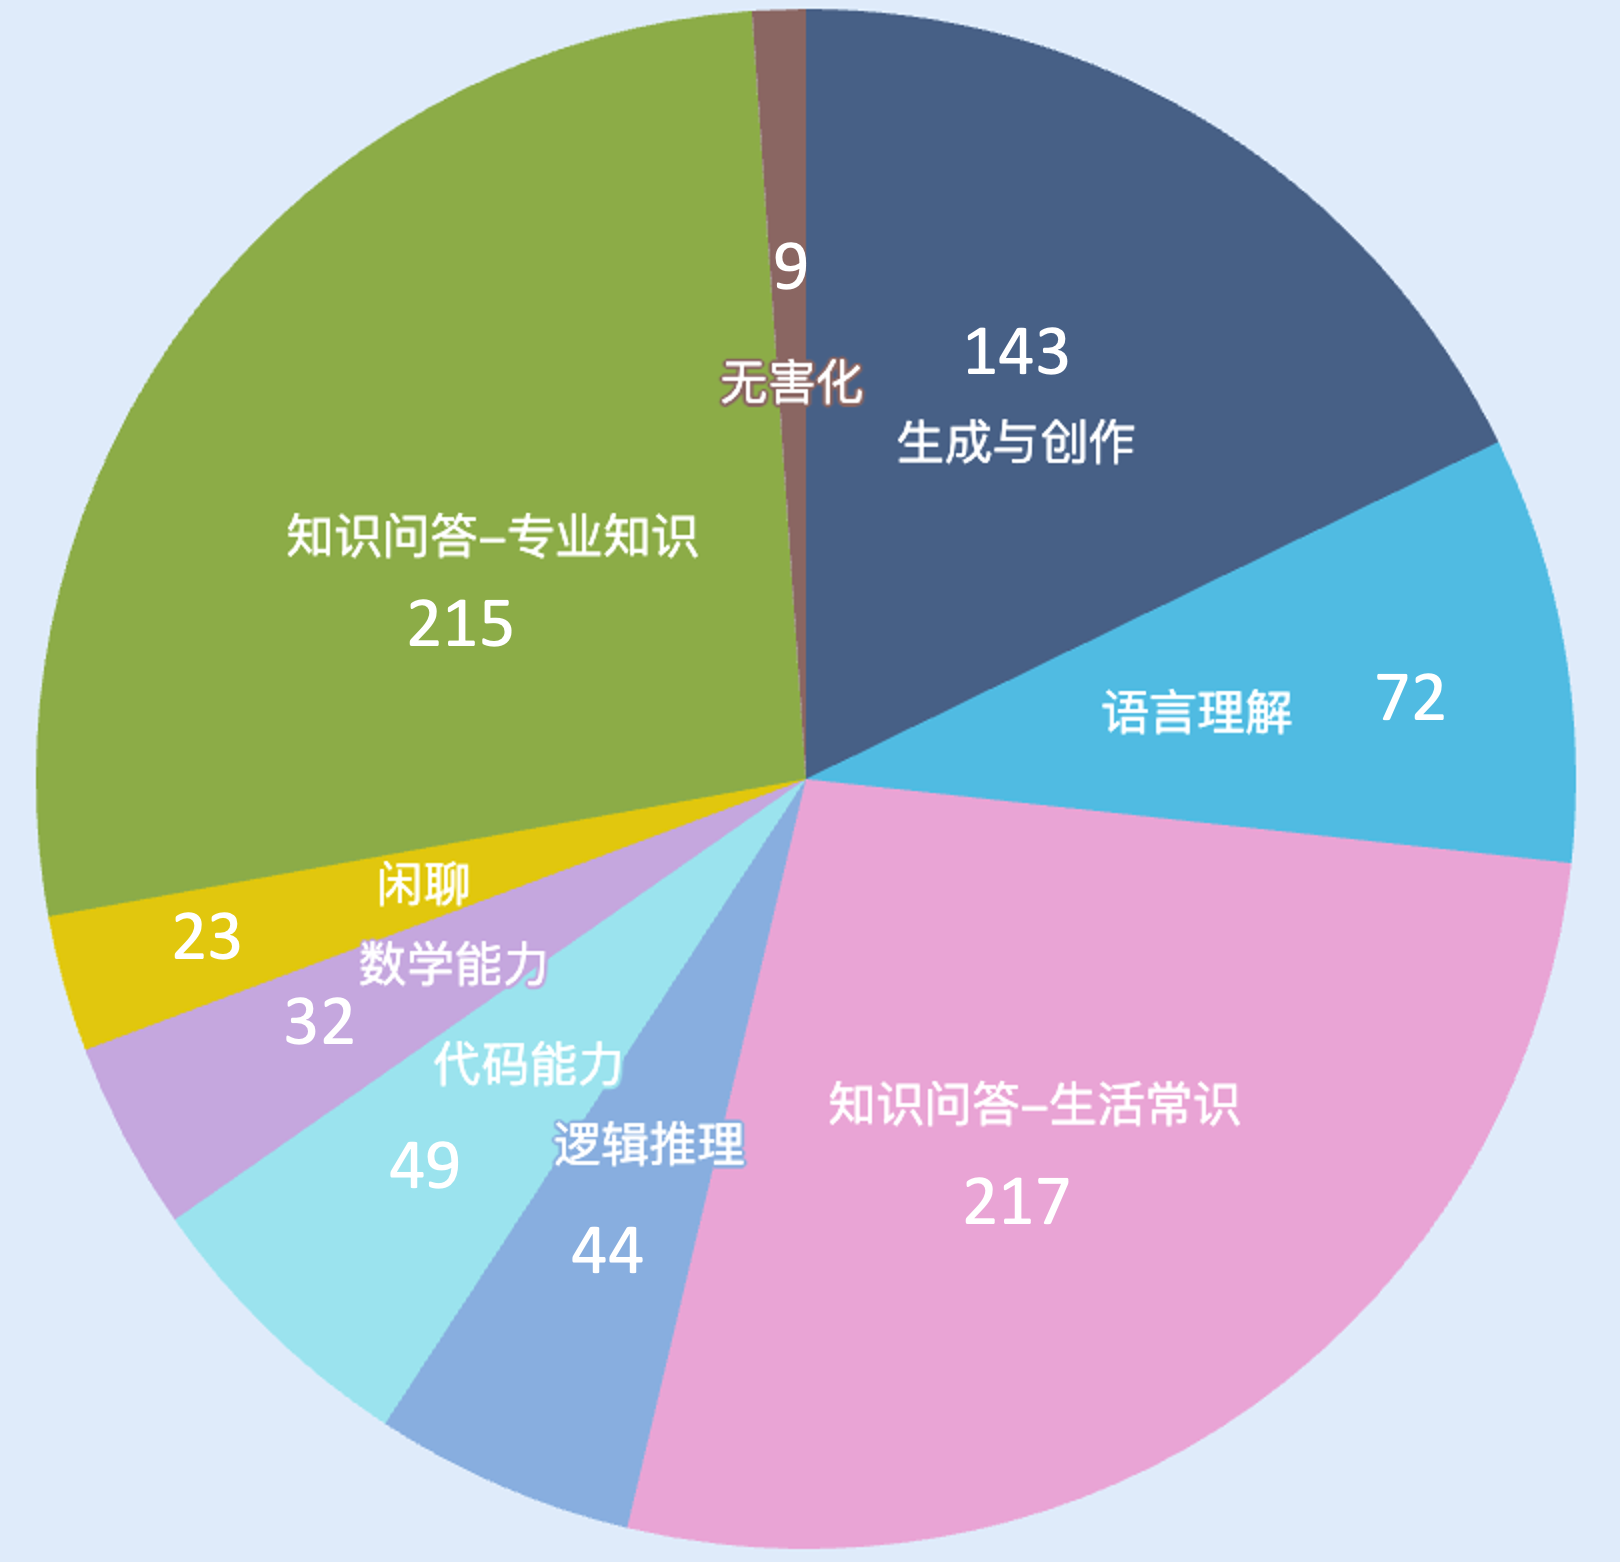 9
无害化
143
生成与创作
语言理解 72
知识问答–专业知识
215
闲聊
23
数学能力
32
代码能力
49
逻辑推理
44
知识问答–生活常识
217